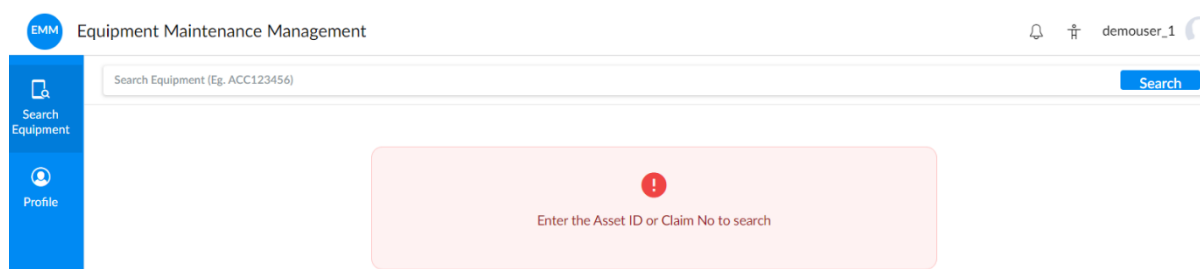 EMM
Equipment Maintenance Management
demouser_1
Search Equipment (Eg. ACC123456)
Search
Search
Equipment
Profile
Enter the Asset ID or Claim No to search